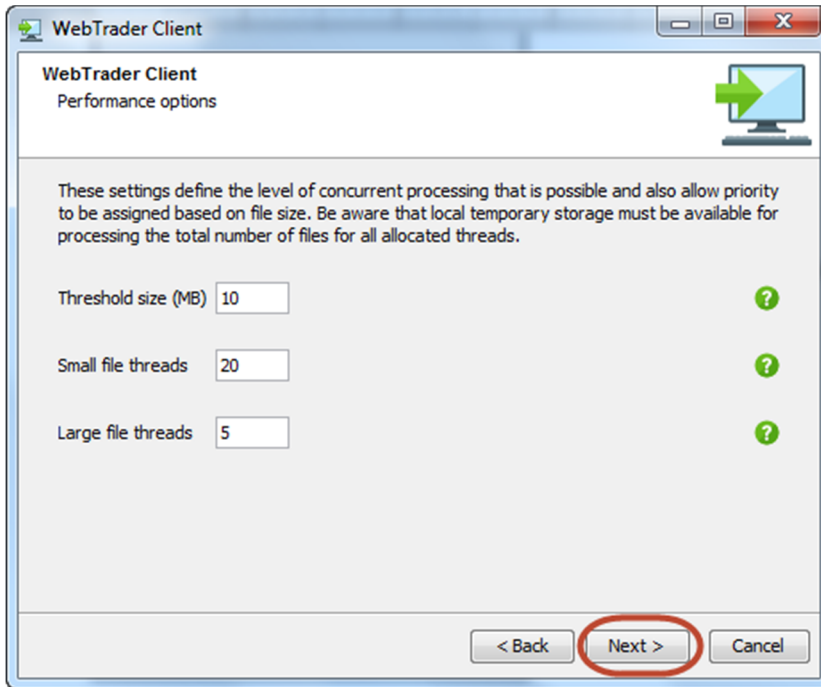 WebTrader Client
WebTrader Client
Performance options
These settings define the level of concurrent processing that is possible and also allow priority
to be assigned based on file size. Be aware that local temporary storage must be available for
processing the total number of files for all allocated threads.
Threshold size (MB) 10 ?
Small file threads 20 ?
Large file threads 5 ?
< Back Next > Cancel